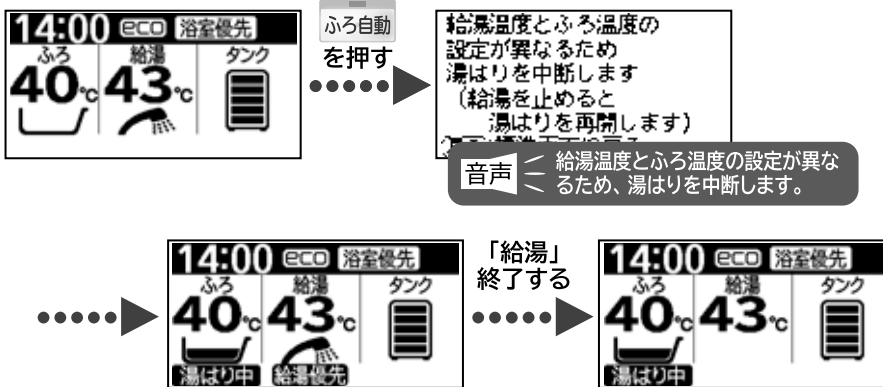 14:00 eco 浴室優先
ふろ 給湯 タンク
40℃ 43℃
ふろ自動
を押す
給湯温度とふろ温度の
設定が異なるため
湯はりを中断します
(給湯を止めると
湯はりを再開します)
音声
給湯温度とふろ温度の設定が異な
るため、湯はりを中断します。
14:00 eco 浴室優先
ふろ 給湯 タンク
40℃ 43℃
湯はり中 給湯優先
「給湯」
終了する
14:00 eco 浴室優先
ふろ 給湯 タンク
40℃ 43℃
湯はり中